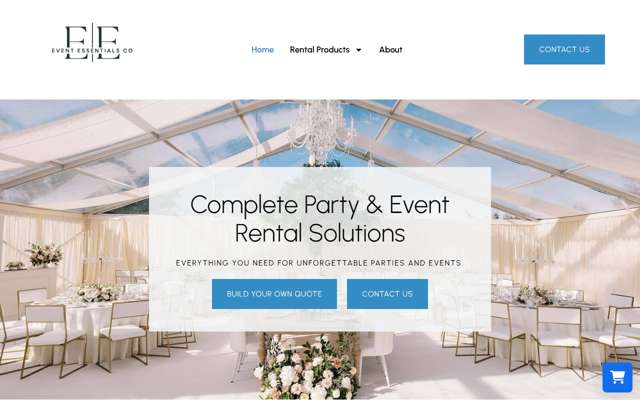 E|E
EVENT ESSENTIALS CO
Home
Rental Products
About
CONTACT US
Complete Party & Event
Rental Solutions
EVERYTHING YOU NEED FOR UNFORGETTABLE PARTIES AND EVENTS.
BUILD YOUR OWN QUOTE
CONTACT US